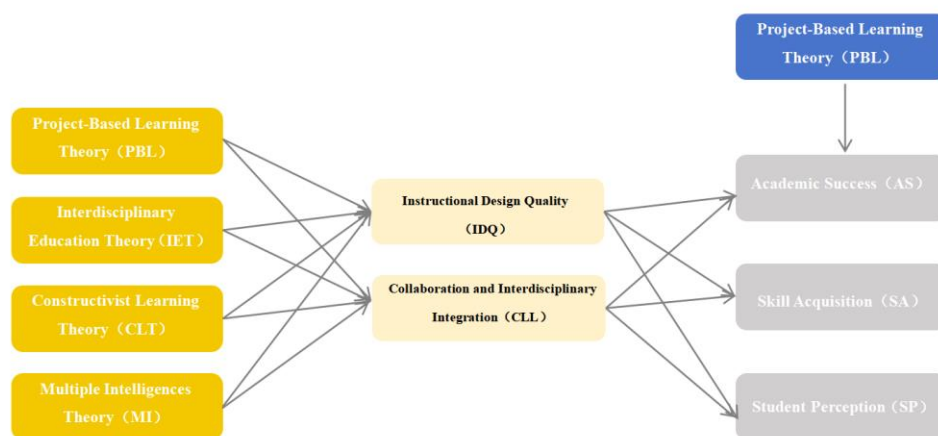 Project-Based Learning
Theory（PBL）
Project-Based Learning
Theory（PBL）
Interdisciplinary
Education Theory（IET）
Constructivist Learning
Theory（CLT）
Multiple Intelligences
Theory（MI）
Instructional Design Quality
（IDQ）
Collaboration and Interdisciplinary
Integration（CLL）
Academic Success（AS）
Skill Acquisition（SA）
Student Perception（SP）